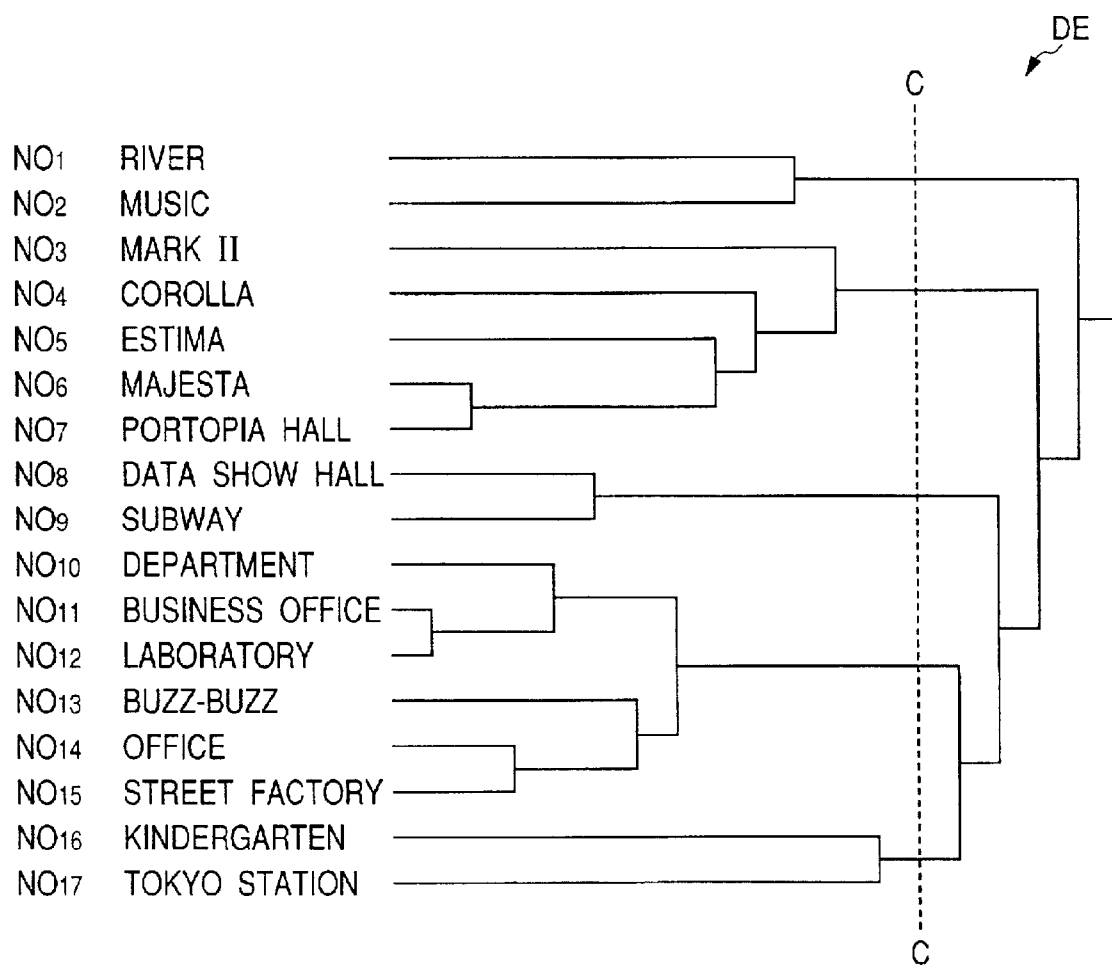 DE
C
NO1 RIVER
NO2 MUSIC
NO3 MARK II
NO4 COROLLA
NO5 ESTIMA
NO6 MAJESTA
NO7 PORTOPIA HALL
NO8 DATA SHOW HALL
NO9 SUBWAY
NO10 DEPARTMENT
NO11 BUSINESS OFFICE
NO12 LABORATORY
NO13 BUZZ-BUZZ
NO14 OFFICE
NO15 STREET FACTORY
NO16 KINDERGARTEN
NO17 TOKYO STATION
C